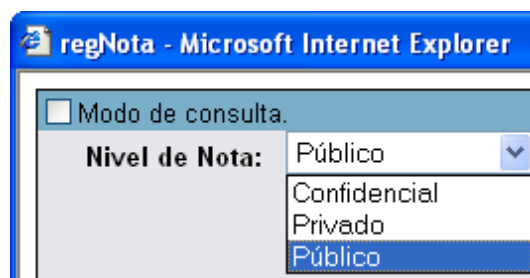 regNota - Microsoft Internet Explorer
Modo de consulta.
Nivel de Nota: Público
Confidencial
Privado
Público